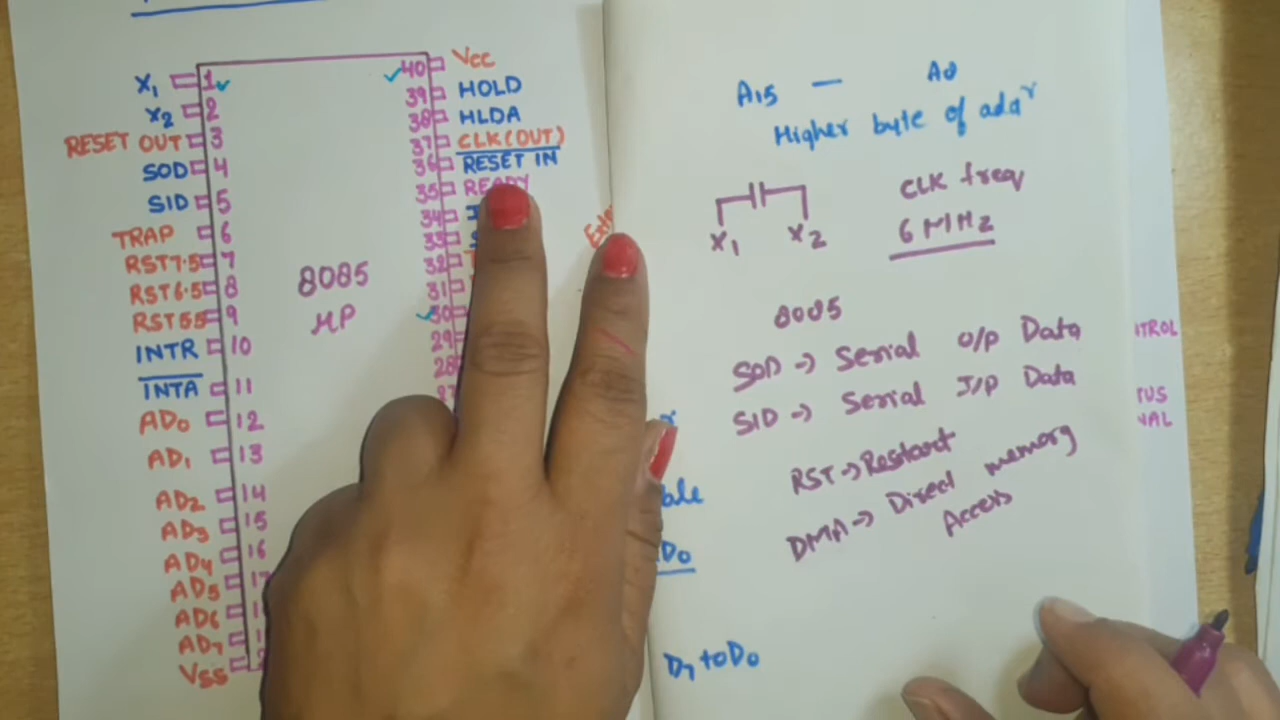 X₁ 1 40 Vcc
X₂ 2 39 HOLD
RESET OUT 3 38 HLDA
SOD 4 37 CLK(OUT)
SID 5 36 RESET IN
TRAP 6 35 READY
RST7.5 7 34
RST6.5 8 33
RST5.5 9 32
INTR 10 31
INTA 11 30
AD₀ 12 29
AD₁ 13 28
AD₂ 14
AD₃ 15
AD₄ 16
AD₅
AD₆
AD₇
Vss
8085
μP
A₁₅ — A8
Higher byte of addr
X₁ X₂
CLK freq
6 MHz
8085
SOD → Serial O/P Data
SID → Serial I/P Data
RST → Restart
DMA → Direct memory
Access
D₇ to D₀